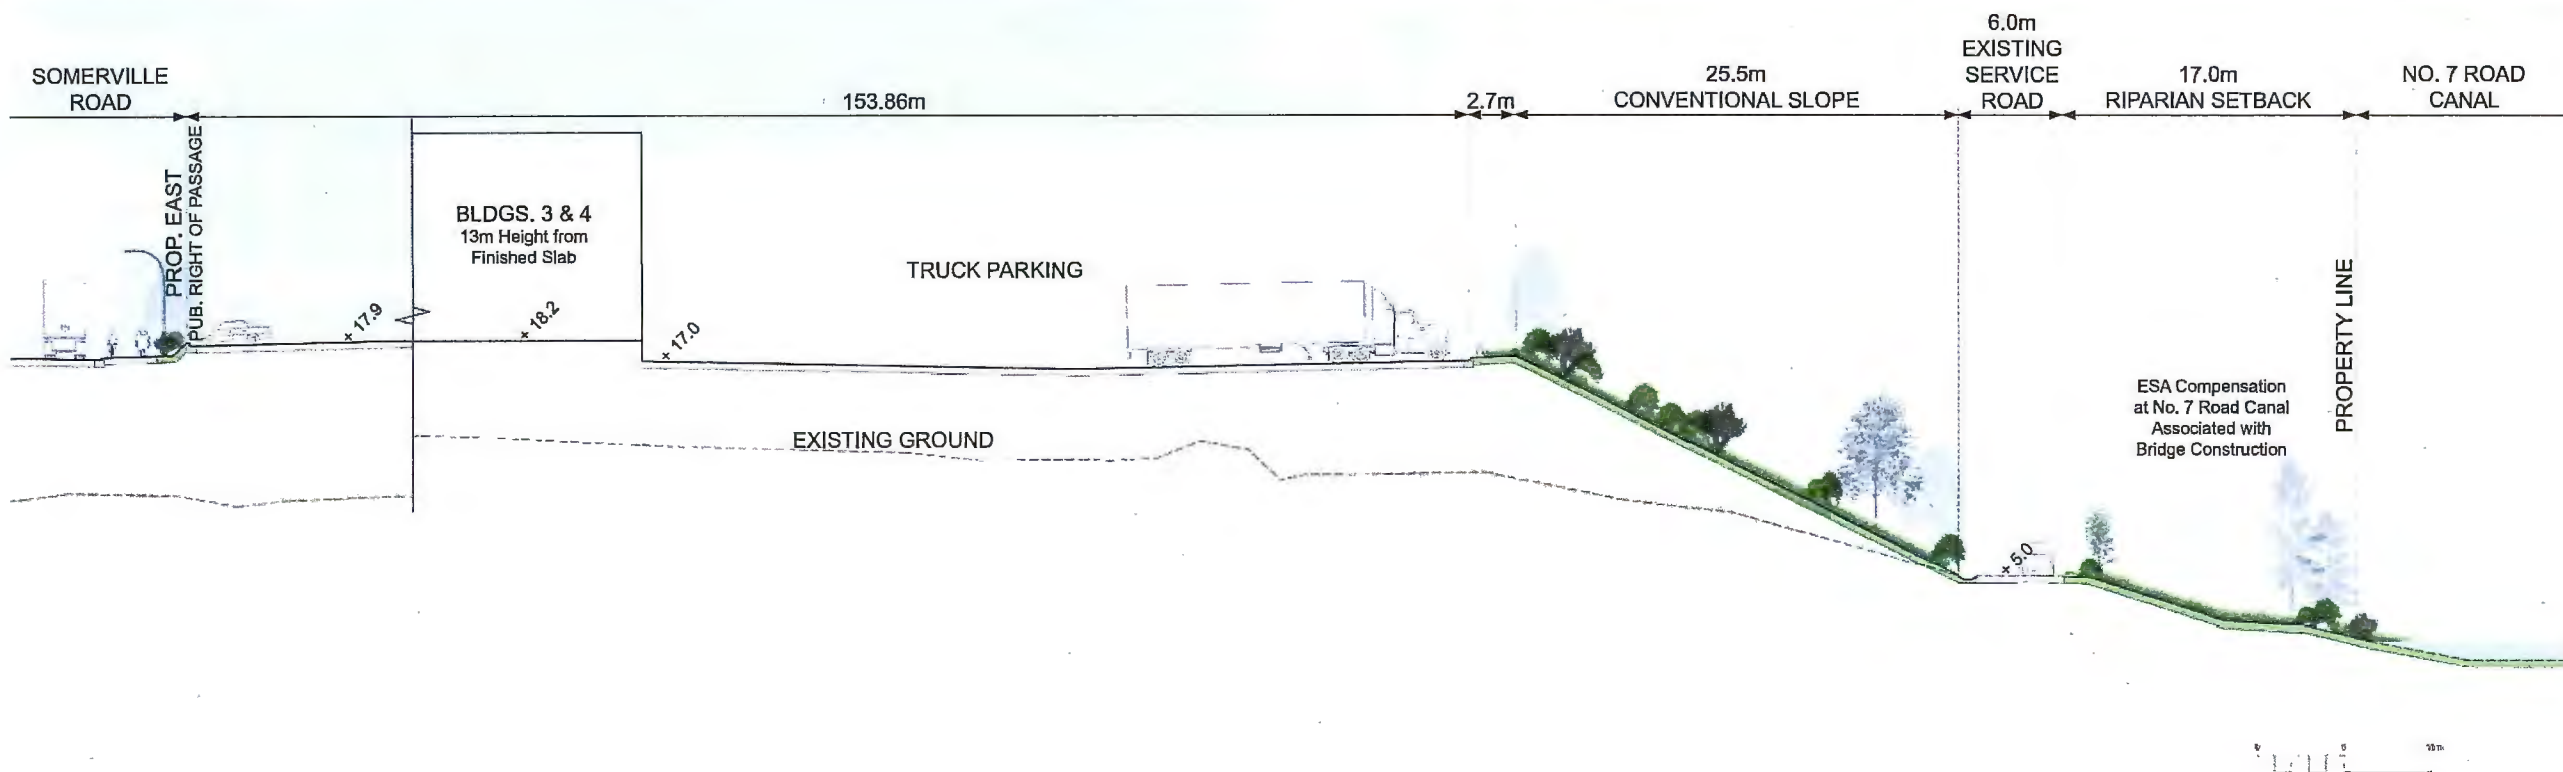 SOMERVILLE
ROAD
153.86m
2.7m
25.5m
CONVENTIONAL SLOPE
6.0m
EXISTING
SERVICE
ROAD
17.0m
RIPARIAN SETBACK
NO. 7 ROAD
CANAL
PROP. EAST
PUB. RIGHT OF PASSAGE
17.9
BLDGS. 3 & 4
13m Height from
Finished Slab
18.2
17.0
TRUCK PARKING
EXISTING GROUND
5.0
ESA Compensation
at No. 7 Road Canal
Associated with
Bridge Construction
PROPERTY LINE